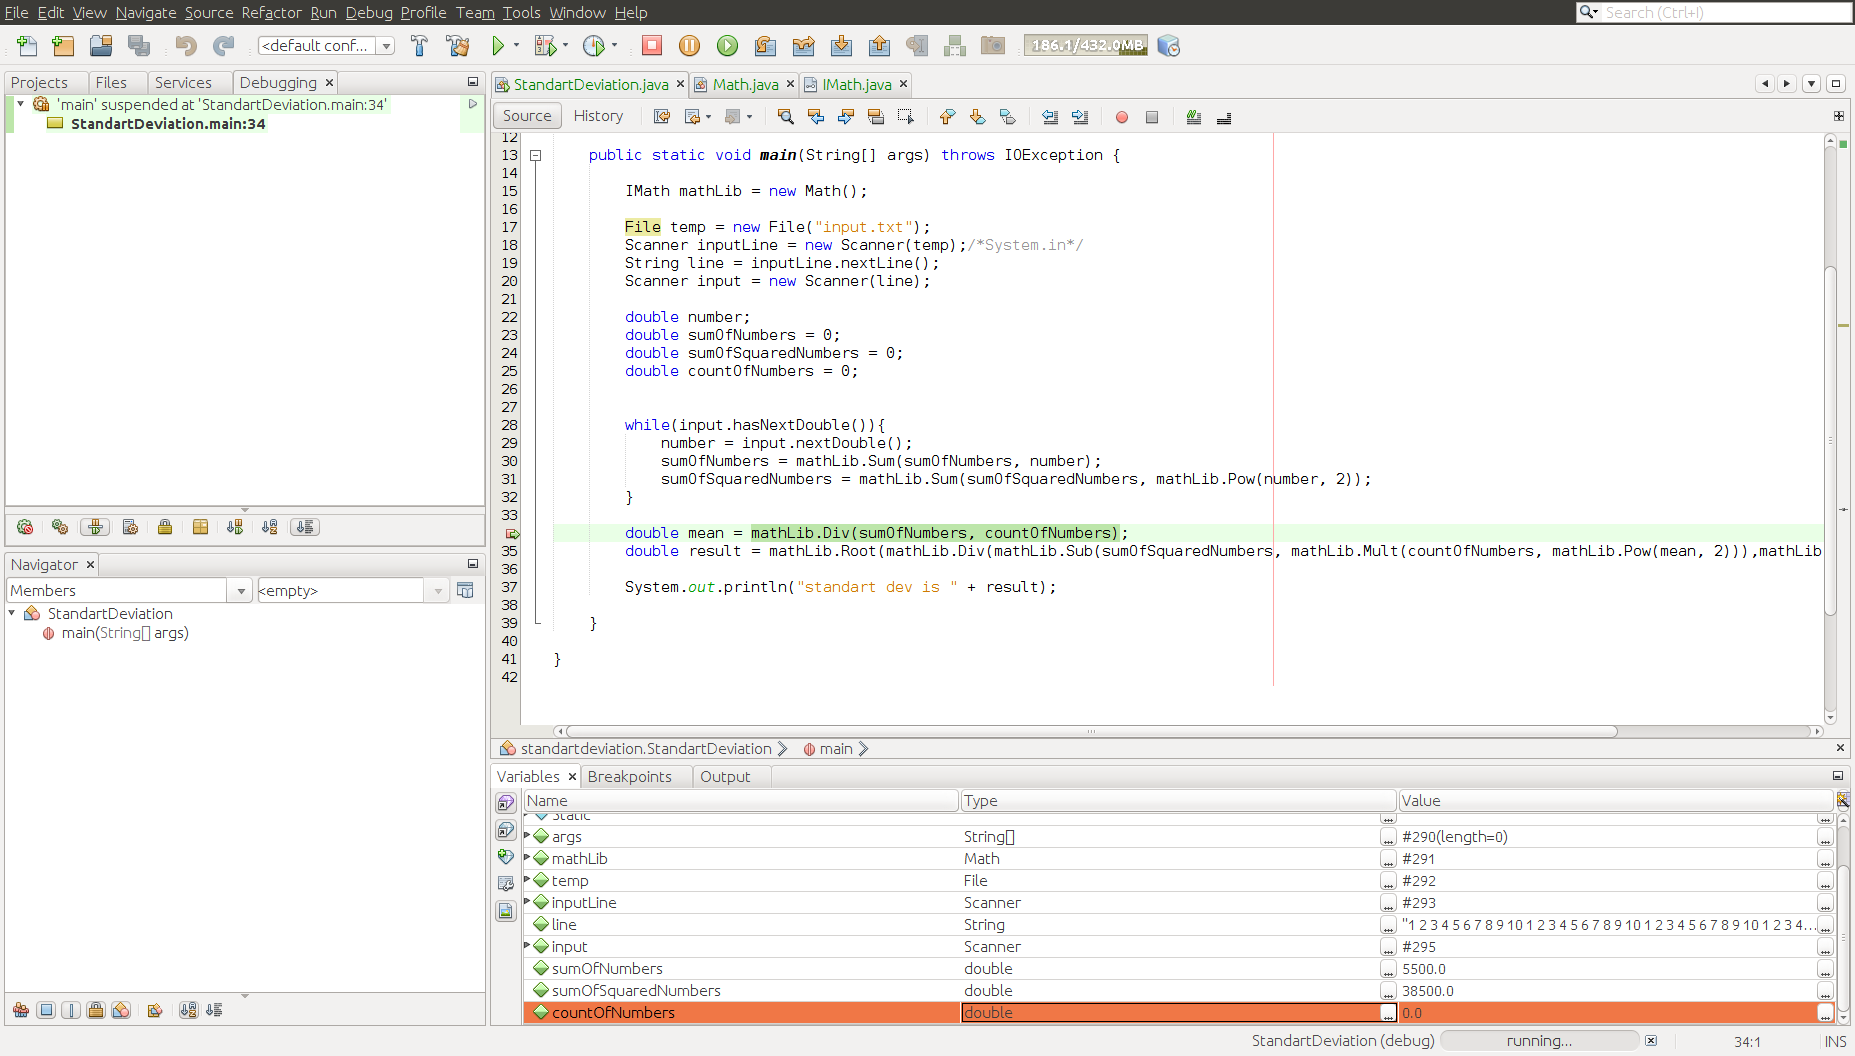 File Edit View Navigate Source Refactor Run Debug Profile Team Tools Window Help
Search (Ctrl+I)
<default conf...
186.1/432.0MB
Projects Files Services Debugging
'main' suspended at 'StandartDeviation.main:34'
StandartDeviation.main:34
StandartDeviation.java Math.java IMath.java
Source History
12
13 public static void main(String[] args) throws IOException {
14
15 IMath mathLib = new Math();
16
17 File temp = new File("input.txt");
18 Scanner inputLine = new Scanner(temp);/*System.in*/
19 String line = inputLine.nextLine();
20 Scanner input = new Scanner(line);
21
22 double number;
23 double sumOfNumbers = 0;
24 double sumOfSquaredNumbers = 0;
25 double countOfNumbers = 0;
26
27
28 while(input.hasNextDouble()){
29 number = input.nextDouble();
30 sumOfNumbers = mathLib.Sum(sumOfNumbers, number);
31 sumOfSquaredNumbers = mathLib.Sum(sumOfSquaredNumbers, mathLib.Pow(number, 2));
32 }
33
double mean = mathLib.Div(sumOfNumbers, countOfNumbers);
35 double result = mathLib.Root(mathLib.Div(mathLib.Sub(sumOfSquaredNumbers, mathLib.Mult(countOfNumbers, mathLib.Pow(mean, 2))),mathLib
36
37 System.out.println("standart dev is " + result);
38
39 }
40
41 }
42
Navigator
Members <empty>
StandartDeviation
main(String[] args)
standartdeviation.StandartDeviation main
Variables Breakpoints Output
Name Type Value
Static
args String[] #290(length=0)
mathLib Math #291
temp File #292
inputLine Scanner #293
line String "1 2 3 4 5 6 7 8 9 10 1 2 3 4 5 6 7 8 9 10 1 2 3 4 5 6 7 8 9 10 1 2 3 4...
input Scanner #295
sumOfNumbers double 5500.0
sumOfSquaredNumbers double 38500.0
countOfNumbers double 0.0
StandartDeviation (debug) running... 34:1 INS